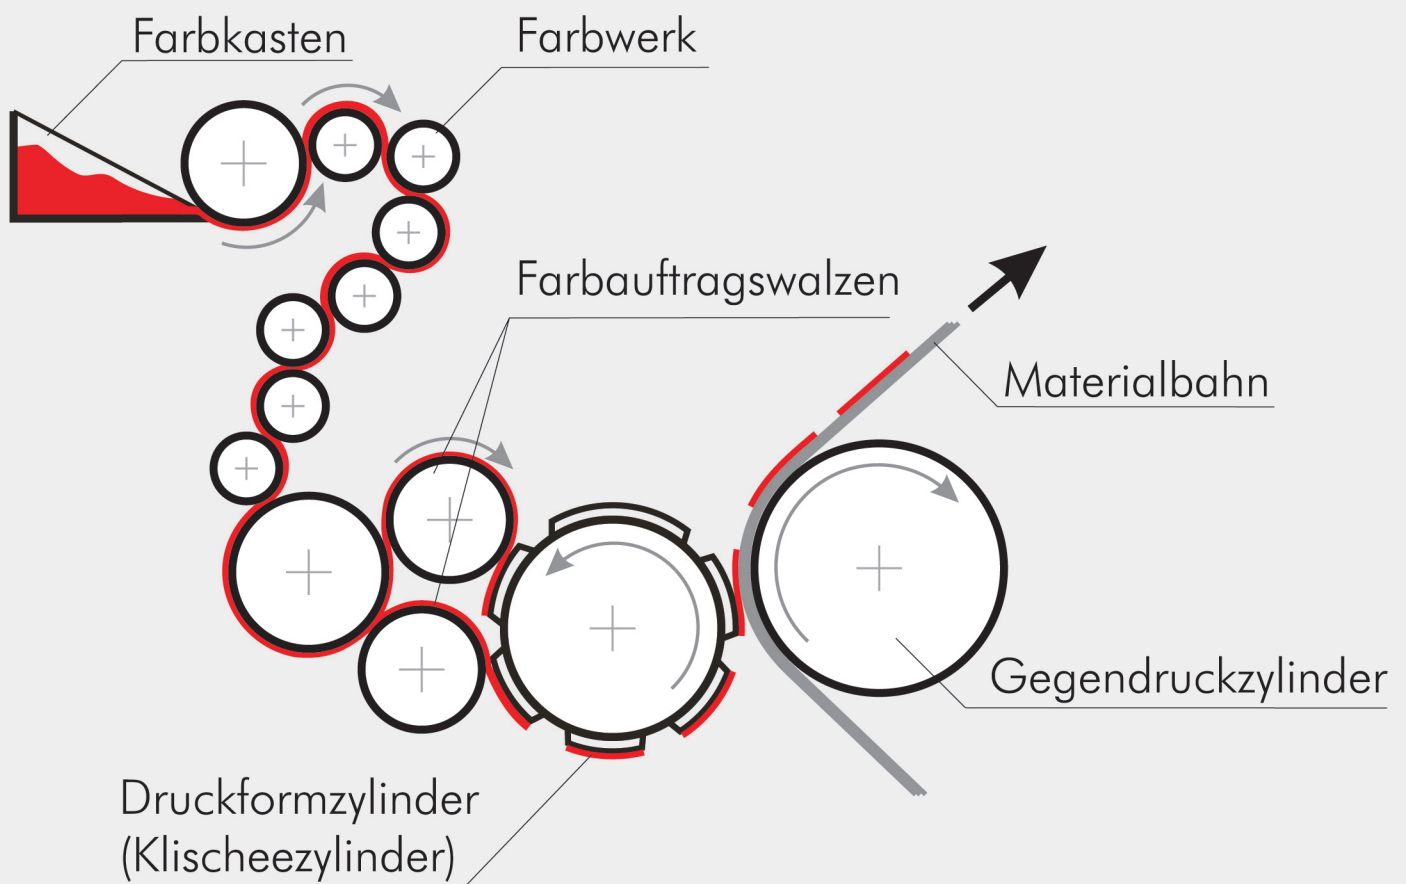 Farbkasten
Farbwerk
Farbauftragswalzen
Materialbahn
Gegendruckzylinder
Druckformzylinder
(Klischeezylinder)